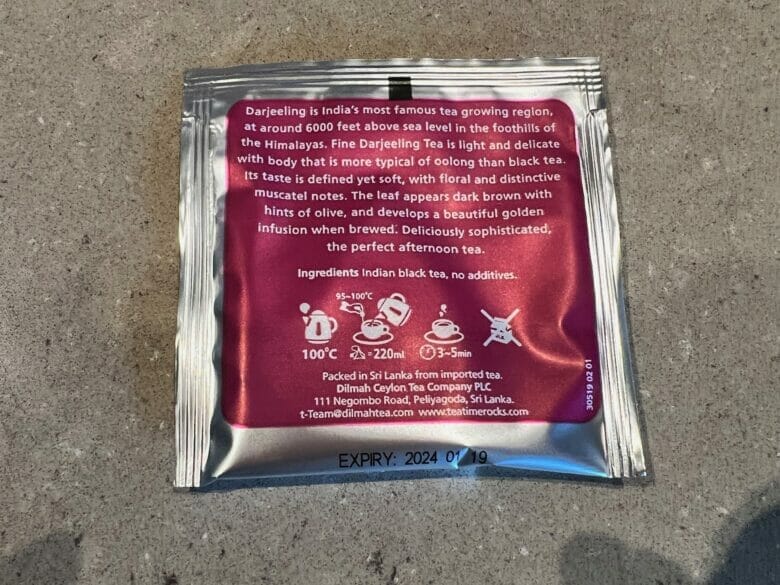 Darjeeling is India's most famous tea growing region,
at around 6000 feet above sea level in the foothills of
the Himalayas. Fine Darjeeling Tea is light and delicate
with body that is more typical of oolong than black tea.
Its taste is defined yet soft, with floral and distinctive
muscatel notes. The leaf appears dark brown with
hints of olive, and develops a beautiful golden
infusion when brewed. Deliciously sophisticated,
the perfect afternoon tea.
Ingredients Indian black tea, no additives.
95~100°C
100°C = 220ml 3~5min
Packed in Sri Lanka from imported tea.
Dilmah Ceylon Tea Company PLC
111 Negombo Road, Peliyagoda, Sri Lanka.
t-Team@dilmahtea.com www.teatimerocks.com
30519 02 01
EXPIRY: 2024 01 19